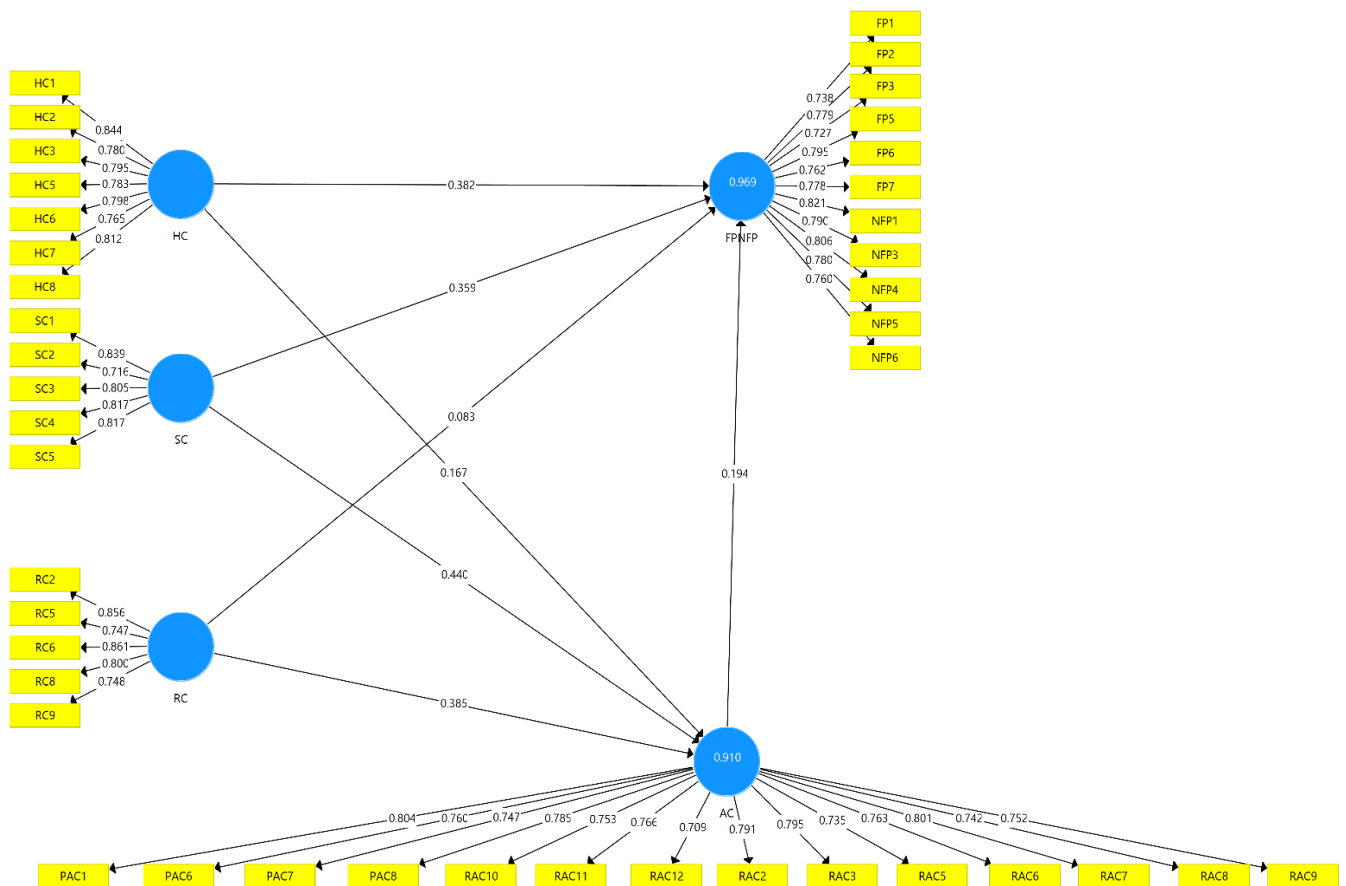 FP1
FP2
FP3
FP5
FP6
FP7
NFP1
NFP3
NFP4
NFP5
NFP6
0.738
0.779
0.727
0.795
0.762
0.778
0.821
0.790
0.806
0.780
0.760
0.969
FPNFP
HC1
HC2
HC3
HC5
HC6
HC7
HC8
0.844
0.780
0.795
0.783
0.798
0.765
0.812
HC
0.382
SC1
SC2
SC3
SC4
SC5
0.839
0.716
0.805
0.817
0.817
SC
0.359
0.083
0.167
0.194
0.440
RC2
RC5
RC6
RC8
RC9
0.856
0.747
0.861
0.800
0.748
RC
0.385
0.910
AC
0.804
0.760
0.747
0.785
0.753
0.766
0.709
0.791
0.795
0.735
0.763
0.801
0.742
0.752
PAC1
PAC6
PAC7
PAC8
RAC10
RAC11
RAC12
RAC2
RAC3
RAC5
RAC6
RAC7
RAC8
RAC9